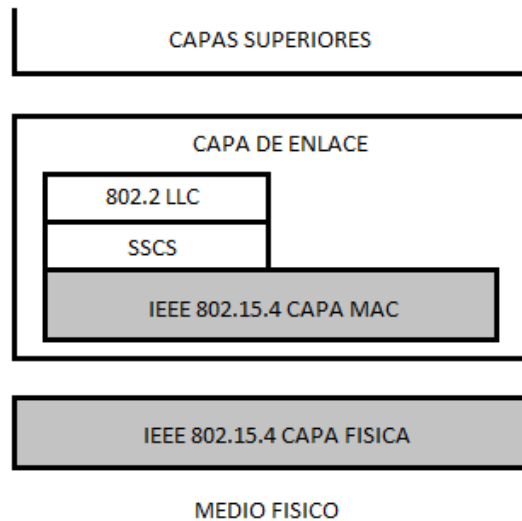 CAPAS SUPERIORES
CAPA DE ENLACE
802.2 LLC
SSCS
IEEE 802.15.4 CAPA MAC
IEEE 802.15.4 CAPA FISICA
MEDIO FISICO